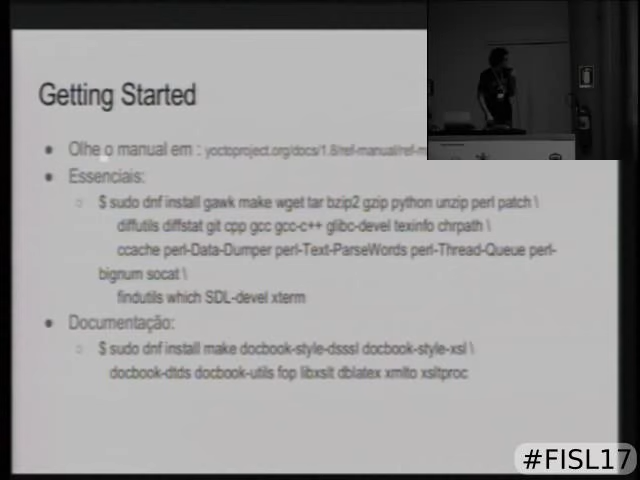 Getting Started
● Olhe o manual em : yoctoproject.org/docs/1.8/ref-manual/ref-m
● Essenciais:
○ $ sudo dnf install gawk make wget tar bzip2 gzip python unzip perl patch \
diffutils diffstat git cpp gcc gcc-c++ glibc-devel texinfo chrpath \
ccache perl-Data-Dumper perl-Text-ParseWords perl-Thread-Queue perl-
bignum socat \
findutils which SDL-devel xterm
● Documentação:
○ $ sudo dnf install make docbook-style-dsssl docbook-style-xsl \
docbook-dtds docbook-utils fop libxslt dblatex xmlto xsltproc
#FISL17